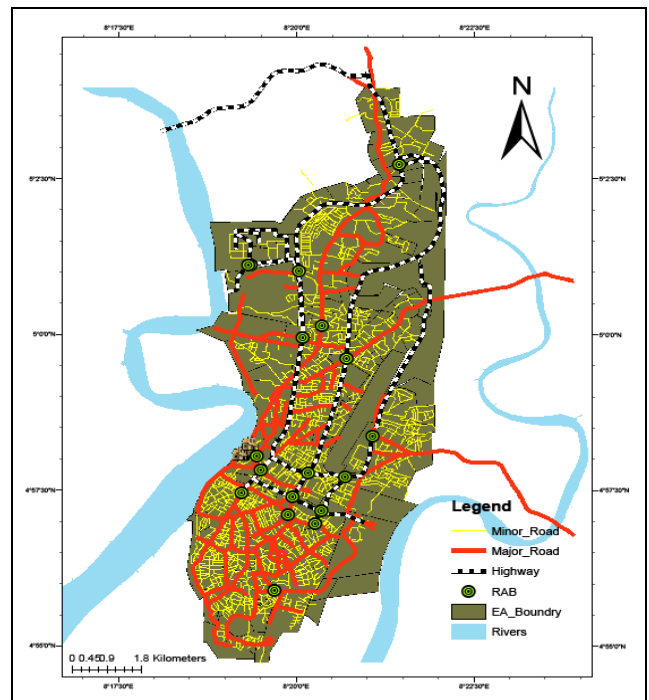 8°17'30"E 8°20'0"E 8°22'30"E
N
5°2'30"N 5°2'30"N
5°0'0"N 5°0'0"N
4°57'30"N 4°57'30"N
Legend
Minor_Road
Major_Road
Highway
RAB
EA_Boundry
Rivers
4°55'0"N 4°55'0"N
0 0.450.9 1.8 Kilometers
8°17'30"E 8°20'0"E 8°22'30"E